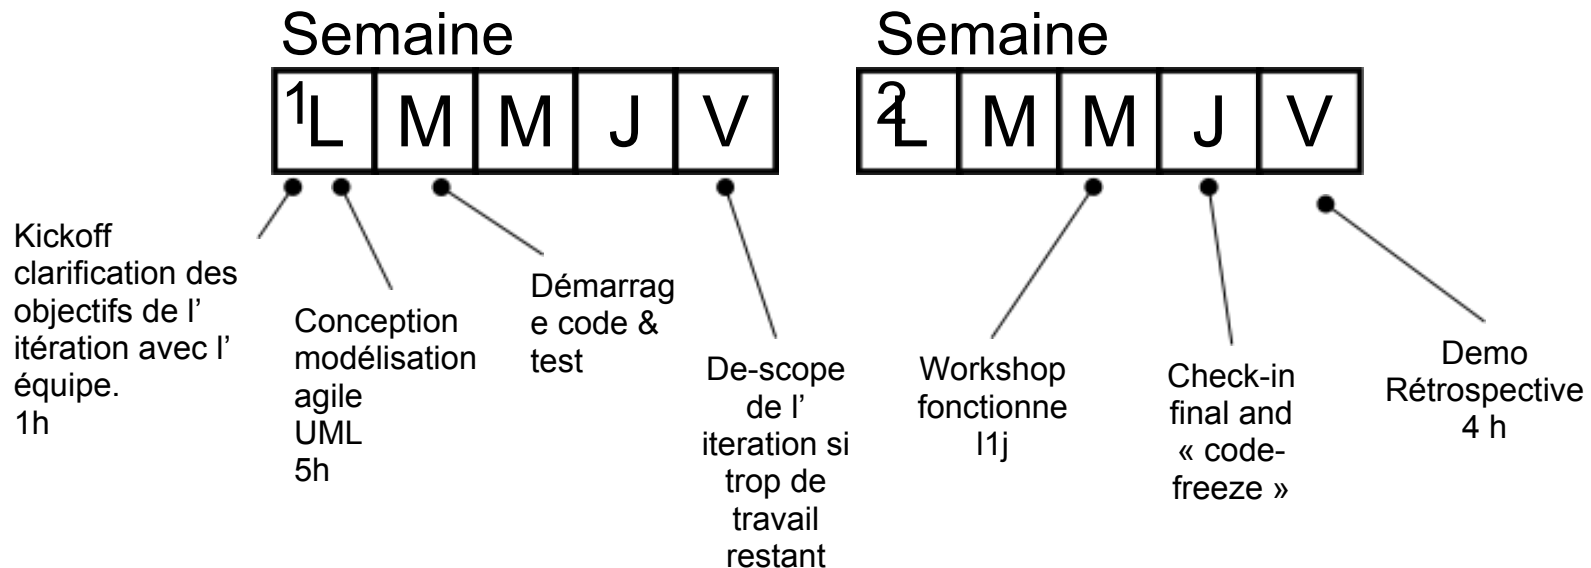 Semaine
1
L M M J V
Semaine
2
L M M J V
Kickoff
clarification des
objectifs de l’
itération avec l’
équipe.
1h
Conception
modélisation
agile
UML
5h
Démarrag
e code &
test
De-scope
de l’
iteration si
trop de
travail
restant
Workshop
fonctionne
l1j
Check-in
final and
« code-
freeze »
Demo
Rétrospective
4 h